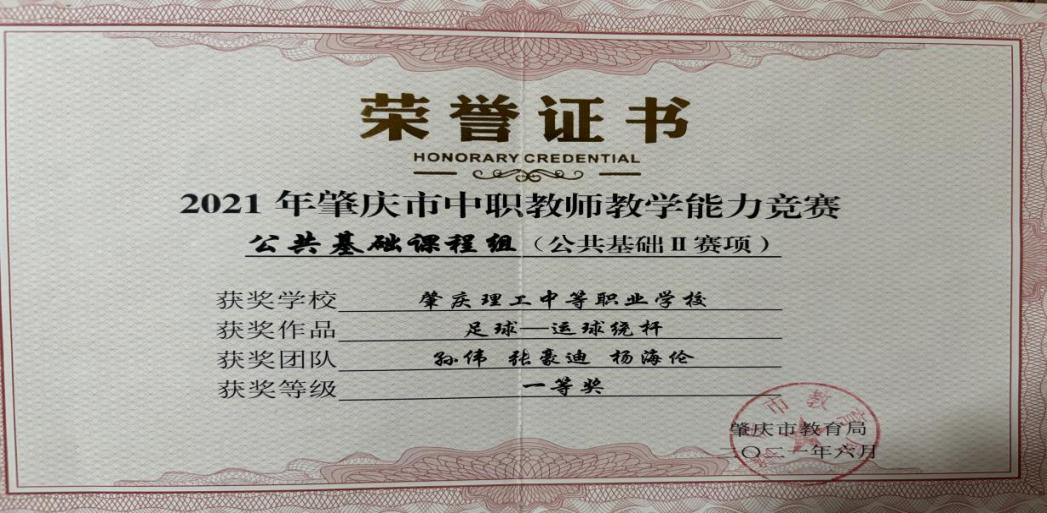 荣誉证书
HONORARY CREDENTIAL
2021年肇庆市中职教师教学能力竞赛
公共基础课程组（公共基础II赛项）
获奖学校 肇庆理工中等职业学校
获奖作品 足球—运球绕杆
获奖团队 孙伟 张豪迪 杨海伦
获奖等级 一等奖
肇庆市教育局
二〇二一年六月